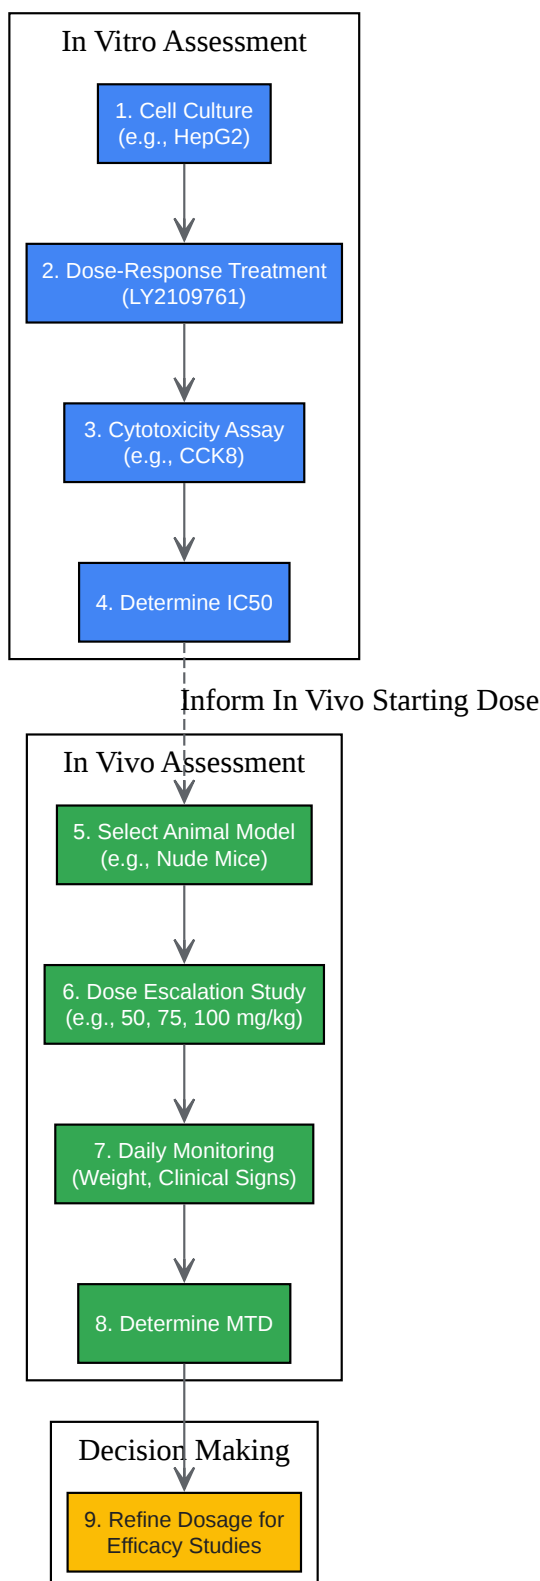 In Vitro Assessment
1. Cell Culture
(e.g., HepG2)
2. Dose-Response Treatment
(LY2109761)
3. Cytotoxicity Assay
(e.g., CCK8)
4. Determine IC50
Inform In Vivo Starting Dose
In Vivo Assessment
5. Select Animal Model
(e.g., Nude Mice)
6. Dose Escalation Study
(e.g., 50, 75, 100 mg/kg)
7. Daily Monitoring
(Weight, Clinical Signs)
8. Determine MTD
Decision Making
9. Refine Dosage for
Efficacy Studies